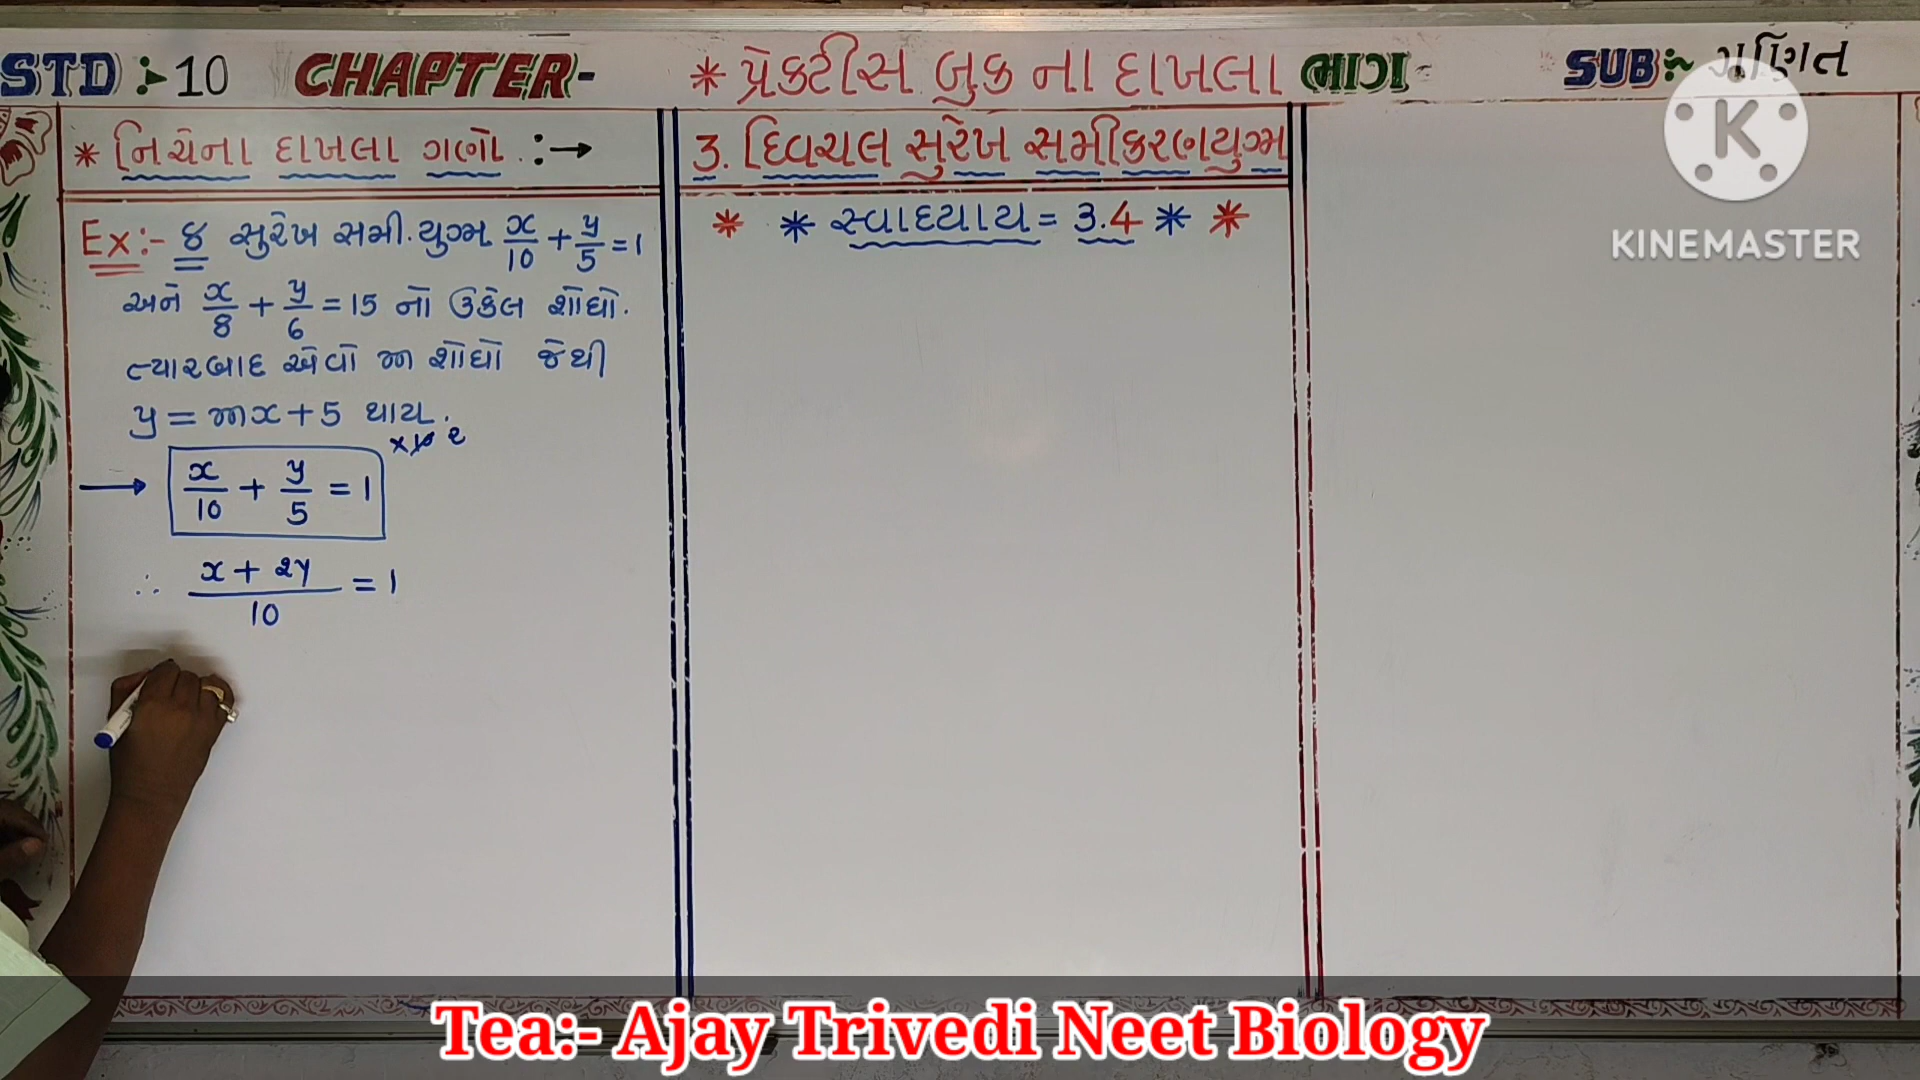 STD :- 10 CHAPTER- * પ્રેકટીસ બુક ના દાખલા ભાગ- SUB:~ ગણિત
* નિચેના દાખલા ગણો :→
3. દ્વિચલ સુરેખ સમીકરણયુગ્મ
* * સ્વાધ્યાય = 3.4 * *
Ex:- ૪ સુરેખ સમી. યુગ્મ x/10 + y/5 = 1
અને x/8 + y/6 = 15 નો ઉકેલ શોધો.
ત્યારબાદ એવો m શોધો જેથી
y = mx + 5 થાય.
→ x/10 + y/5 = 1
∴ x + 2y / 10 = 1
KINEMASTER
Tea:- Ajay Trivedi Neet Biology